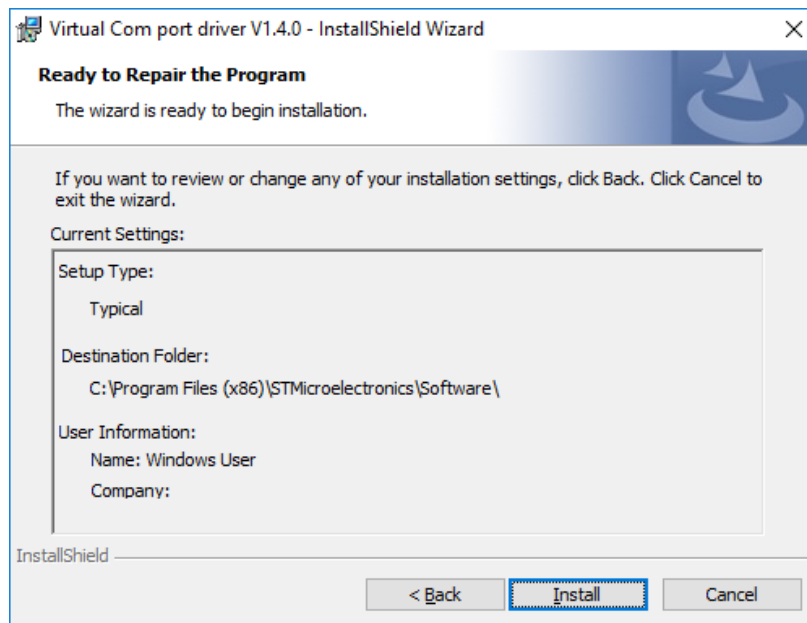 Virtual Com port driver V1.4.0 - InstallShield Wizard
Ready to Repair the Program
The wizard is ready to begin installation.
If you want to review or change any of your installation settings, click Back. Click Cancel to
exit the wizard.
Current Settings:
Setup Type:
Typical
Destination Folder:
C:\Program Files (x86)\STMicroelectronics\Software\
User Information:
Name: Windows User
Company:
InstallShield
< Back Install Cancel